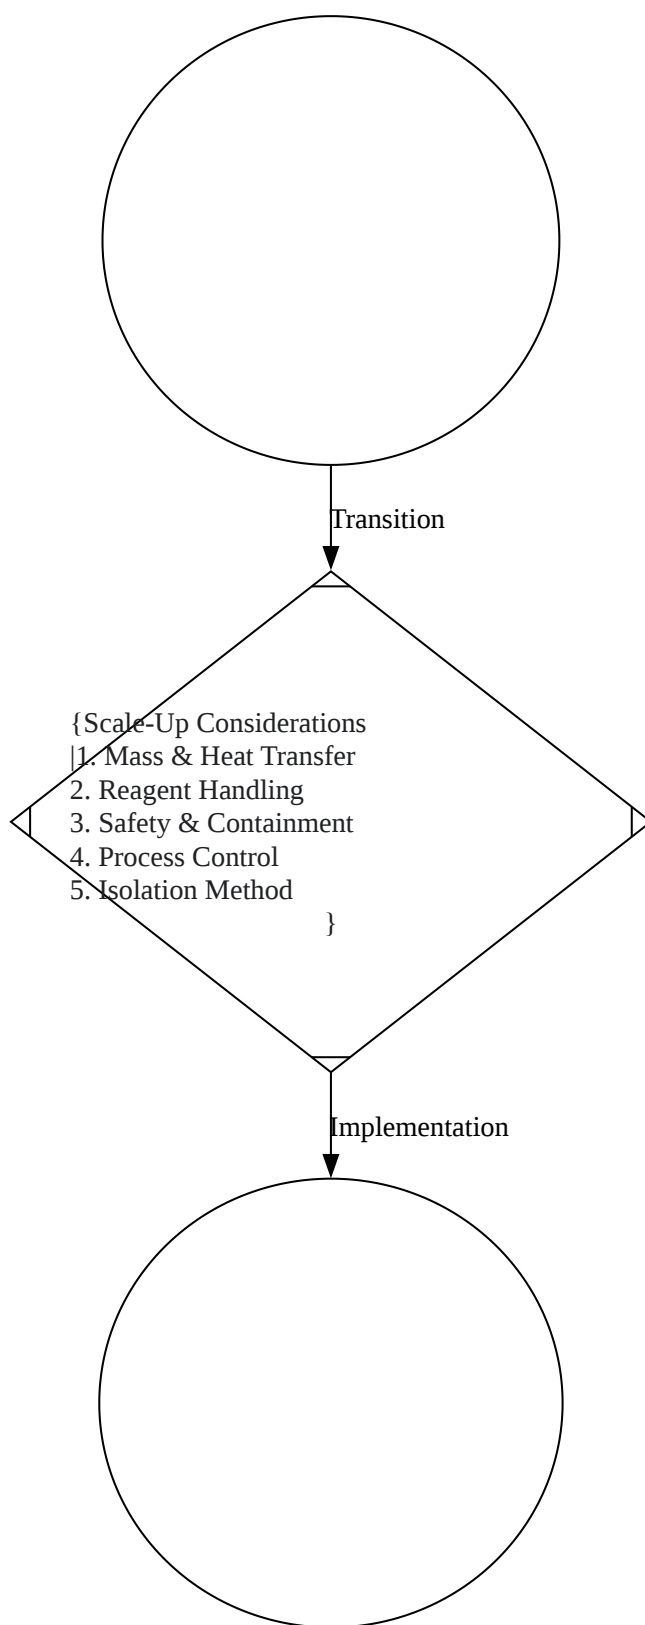 Transition
{Scale-Up Considerations
|1. Mass & Heat Transfer
2. Reagent Handling
3. Safety & Containment
4. Process Control
5. Isolation Method
}
Implementation